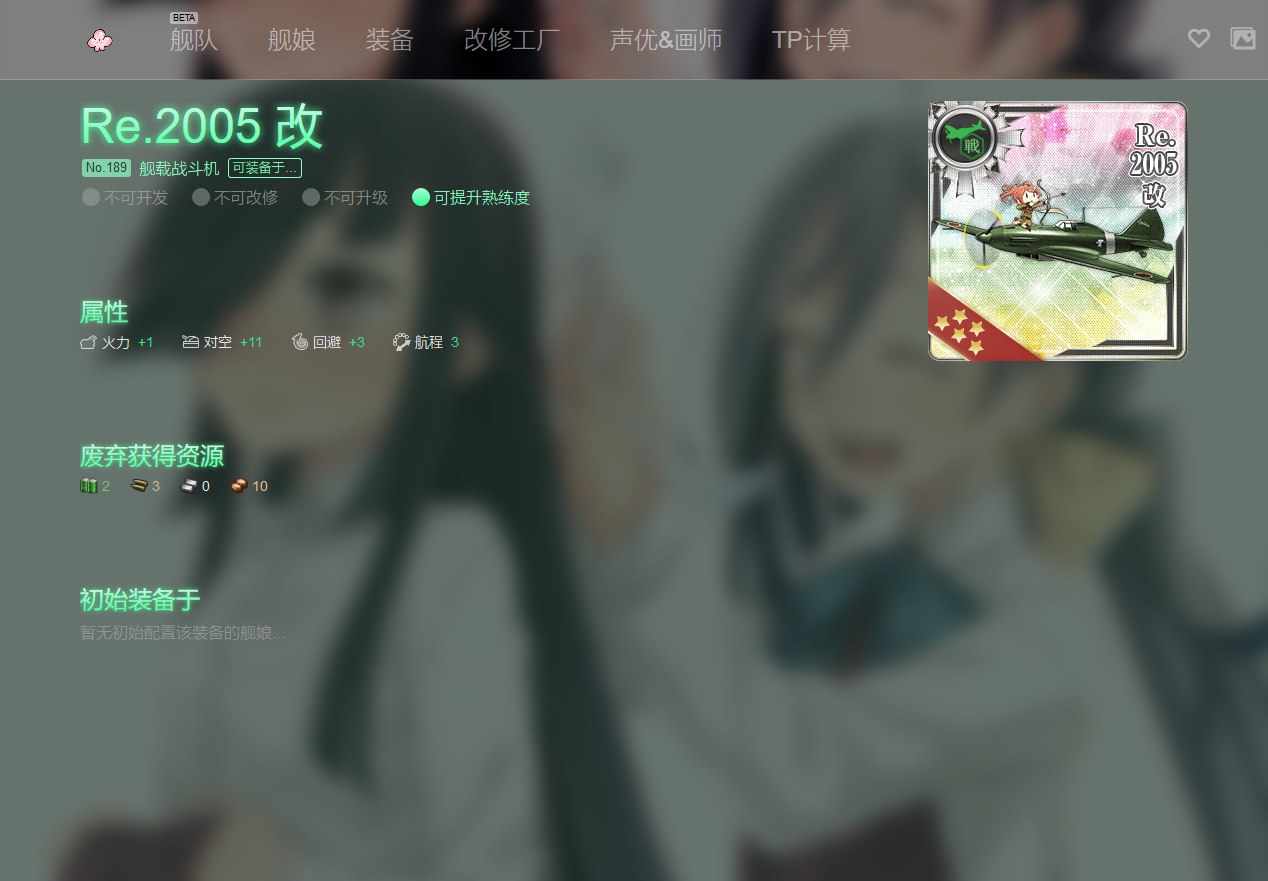 BETA
舰队 舰娘 装备 改修工厂 声优&画师 TP计算
Re.2005 改
No.189 舰载战斗机 可装备于...
不可开发 不可改修 不可升级 可提升熟练度
戦
Re.
2005
改
属性
火力 +1 对空 +11 回避 +3 航程 3
废弃获得资源
2 3 0 10
初始装备于
暂无初始配置该装备的舰娘...